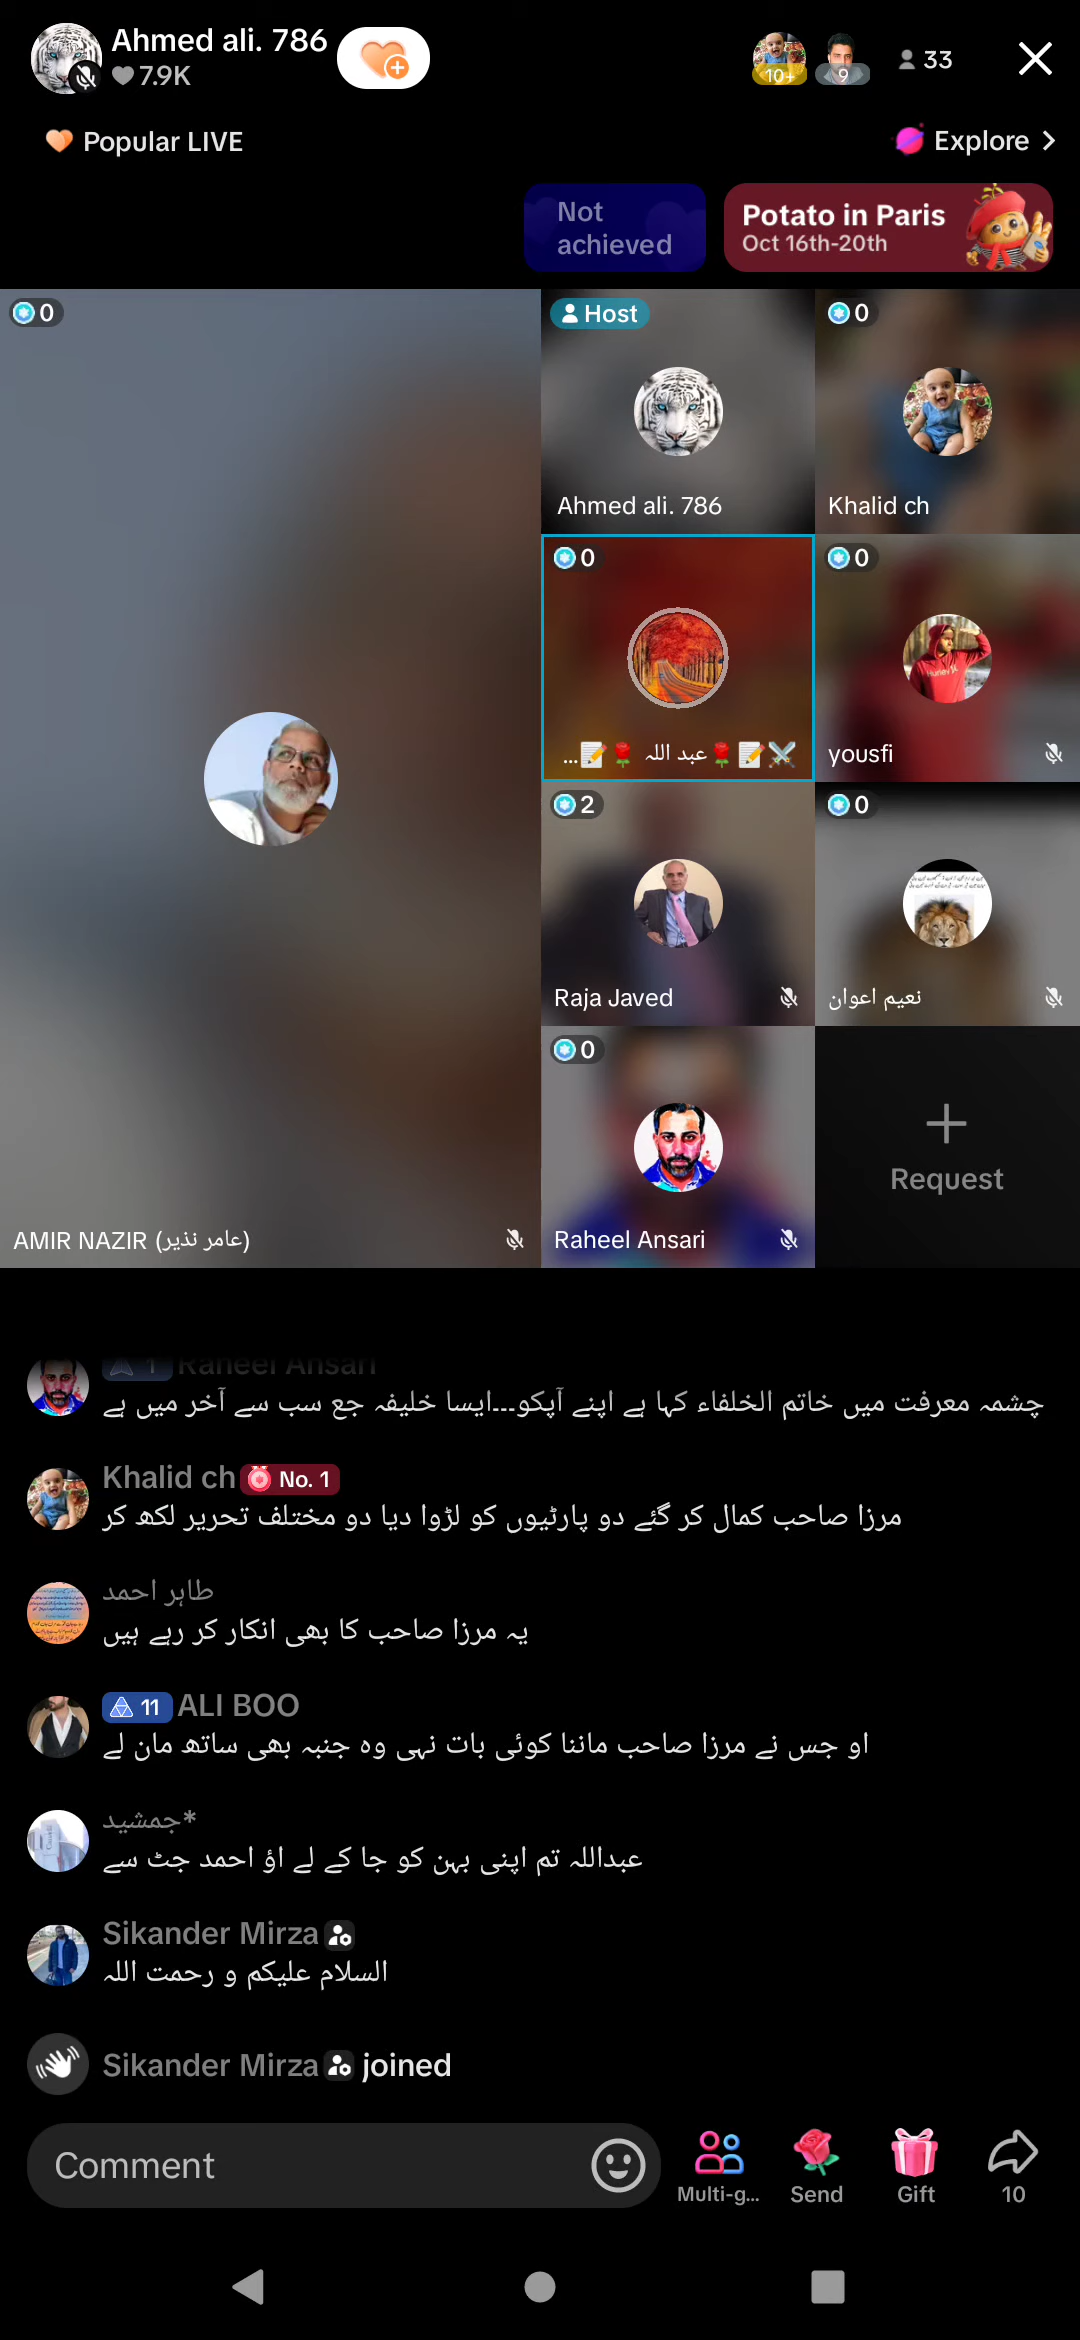 Ahmed ali. 786
7.9K
10+
9
33
Popular LIVE
Explore
Not achieved
Potato in Paris
Oct 16th-20th
0
Host
Ahmed ali. 786
0
Khalid ch
0
عبد اللہ ...
0
yousfi
2
Raja Javed
0
نعیم اعوان
0
Raheel Ansari
Request
AMIR NAZIR (عامر نذیر)
1 Raheel Ansari
چشمہ معرفت میں خاتم الخلفاء کہا ہے اپنے آپکو۔۔۔ایسا خلیفہ جع سب سے آخر میں ہے
Khalid ch No. 1
مرزا صاحب کمال کر گئے دو پارٹیوں کو لڑوا دیا دو مختلف تحریر لکھ کر
طاہر احمد
یہ مرزا صاحب کا بھی انکار کر رہے ہیں
11 ALI BOO
او جس نے مرزا صاحب ماننا کوئی بات نہی وہ جنبہ بھی ساتھ مان لے
جمشید*
عبداللہ تم اپنی بہن کو جا کے لے اؤ احمد جٹ سے
Sikander Mirza
السلام علیکم و رحمت اللہ
Sikander Mirza joined
Comment
Multi-g...
Send
Gift
10